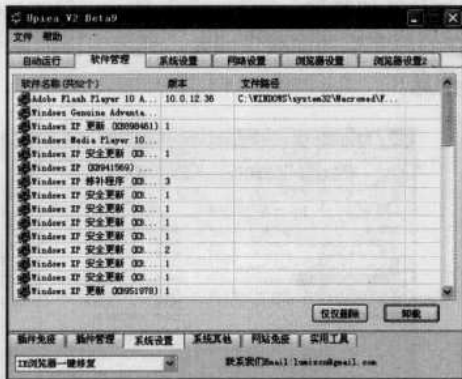 Upiea V2 Beta9
文件 帮助
自动运行 软件管理 系统设置 网络设置 浏览器设置 浏览器设置2
软件名称(共92个) 版本 文件路径
Adobe Flash Player 10 A... 10.0.12.36 C:\WINDOWS\system32\Macromed\F...
Windows Genuine Advanta...
Windows XP 更新 (KB898461) 1
Windows Media Player 10...
Windows XP 安全更新 (KB... 1
Windows XP (KB941569) ...
Windows XP 修补程序 (KB... 3
Windows XP 安全更新 (KB... 1
Windows XP 安全更新 (KB... 1
Windows XP 安全更新 (KB... 1
Windows XP 安全更新 (KB... 1
Windows XP 安全更新 (KB... 2
Windows XP 安全更新 (KB... 1
Windows XP 更新 (KB951978) 1
仅仅删除 卸载
插件免疫 插件管理 系统设置 系统其他 网站免疫 实用工具
IE浏览器一键修复 联系我们Email: